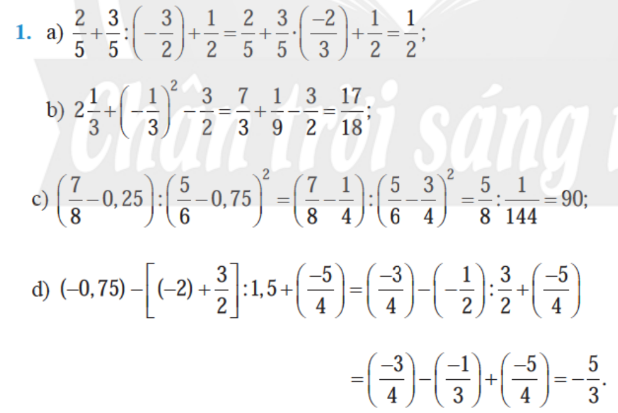 1. a) 2/5 + 3/5 : (−3/2) + 1/2 = 2/5 + 3/5 · (−2/3) + 1/2 = 1/2;
b) 2 1/3 + (−1/3)² − 3/2 = 7/3 + 1/9 − 3/2 = 17/18;
c) (7/8 − 0,25) : (5/6 − 0,75)² = (7/8 − 1/4) : (5/6 − 3/4)² = 5/8 : 1/144 = 90;
d) (−0,75) − [(−2) + 3/2] : 1,5 + (−5/4) = (−3/4) − (−1/2) : 3/2 + (−5/4)
= (−3/4) − (−1/3) + (−5/4) = −5/3.
Chân trời sáng